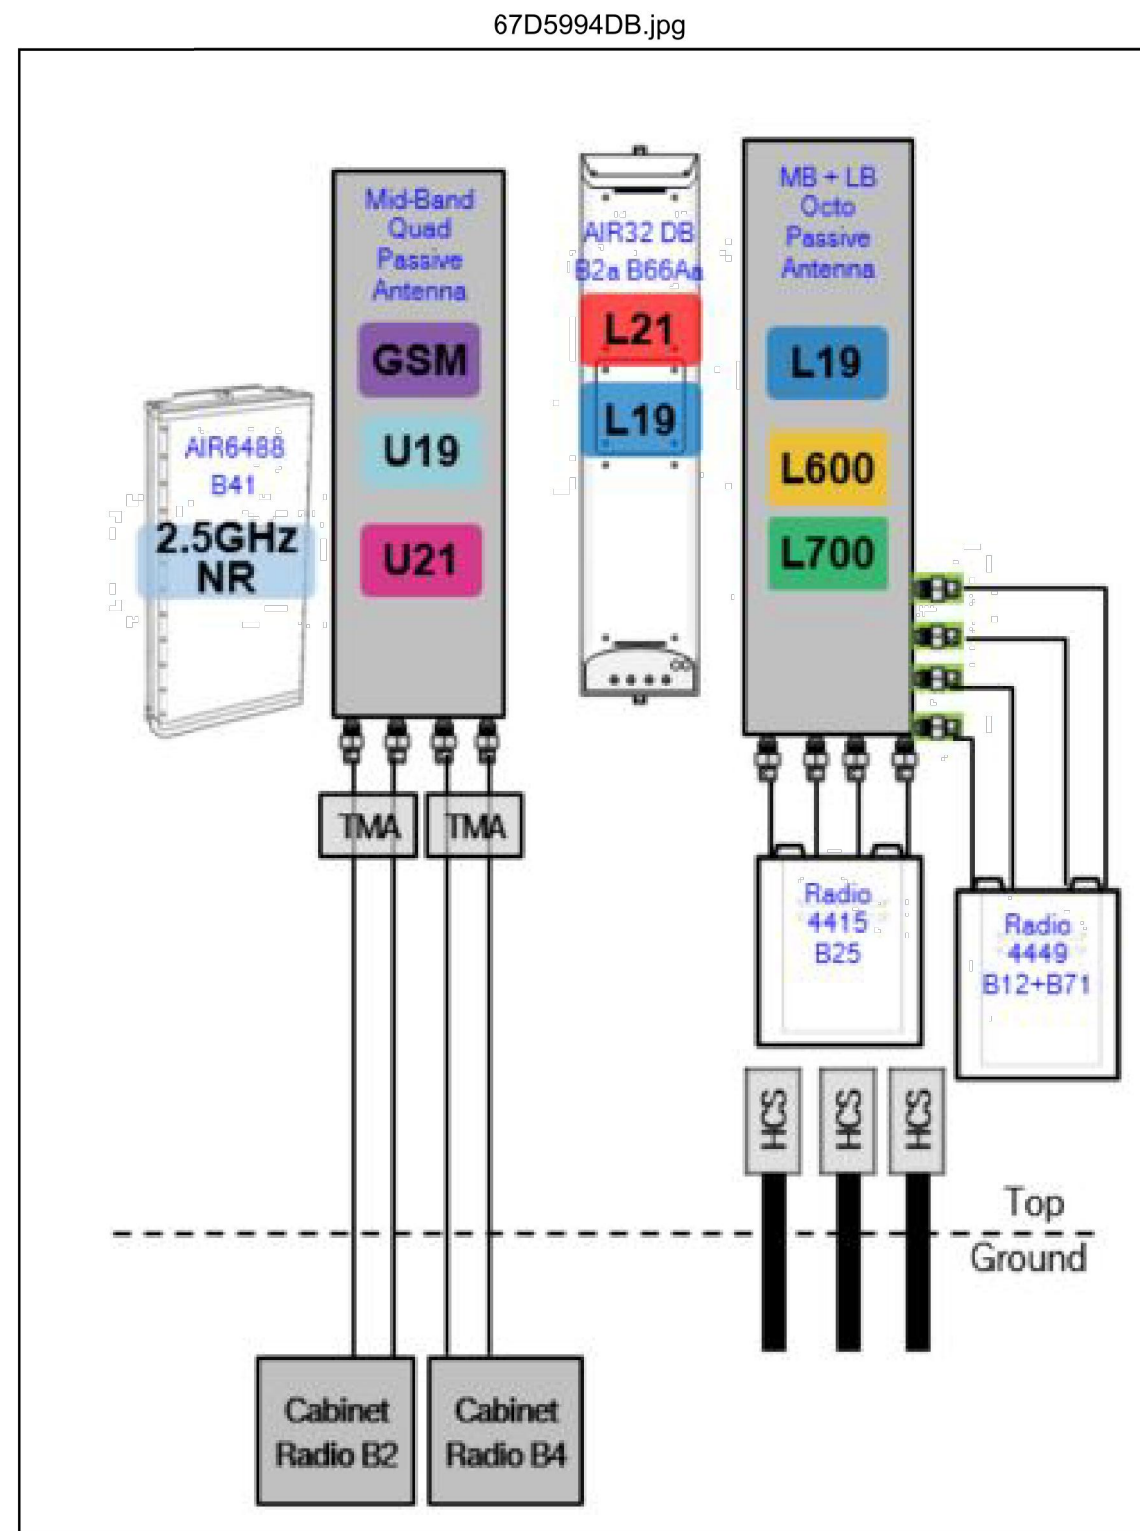 67D5994DB.jpg
Mid-Band
Quad
Passive
Antenna
GSM
U19
U21
AIR6488
B41
2.5GHz
NR
AIR32 DB
B2a B66Aa
L21
L19
MB + LB
Octo
Passive
Antenna
L19
L600
L700
TMA
TMA
Radio
4415
B25
Radio
4449
B12+B71
HCS
HCS
HCS
Top
Ground
Cabinet
Radio B2
Cabinet
Radio B4